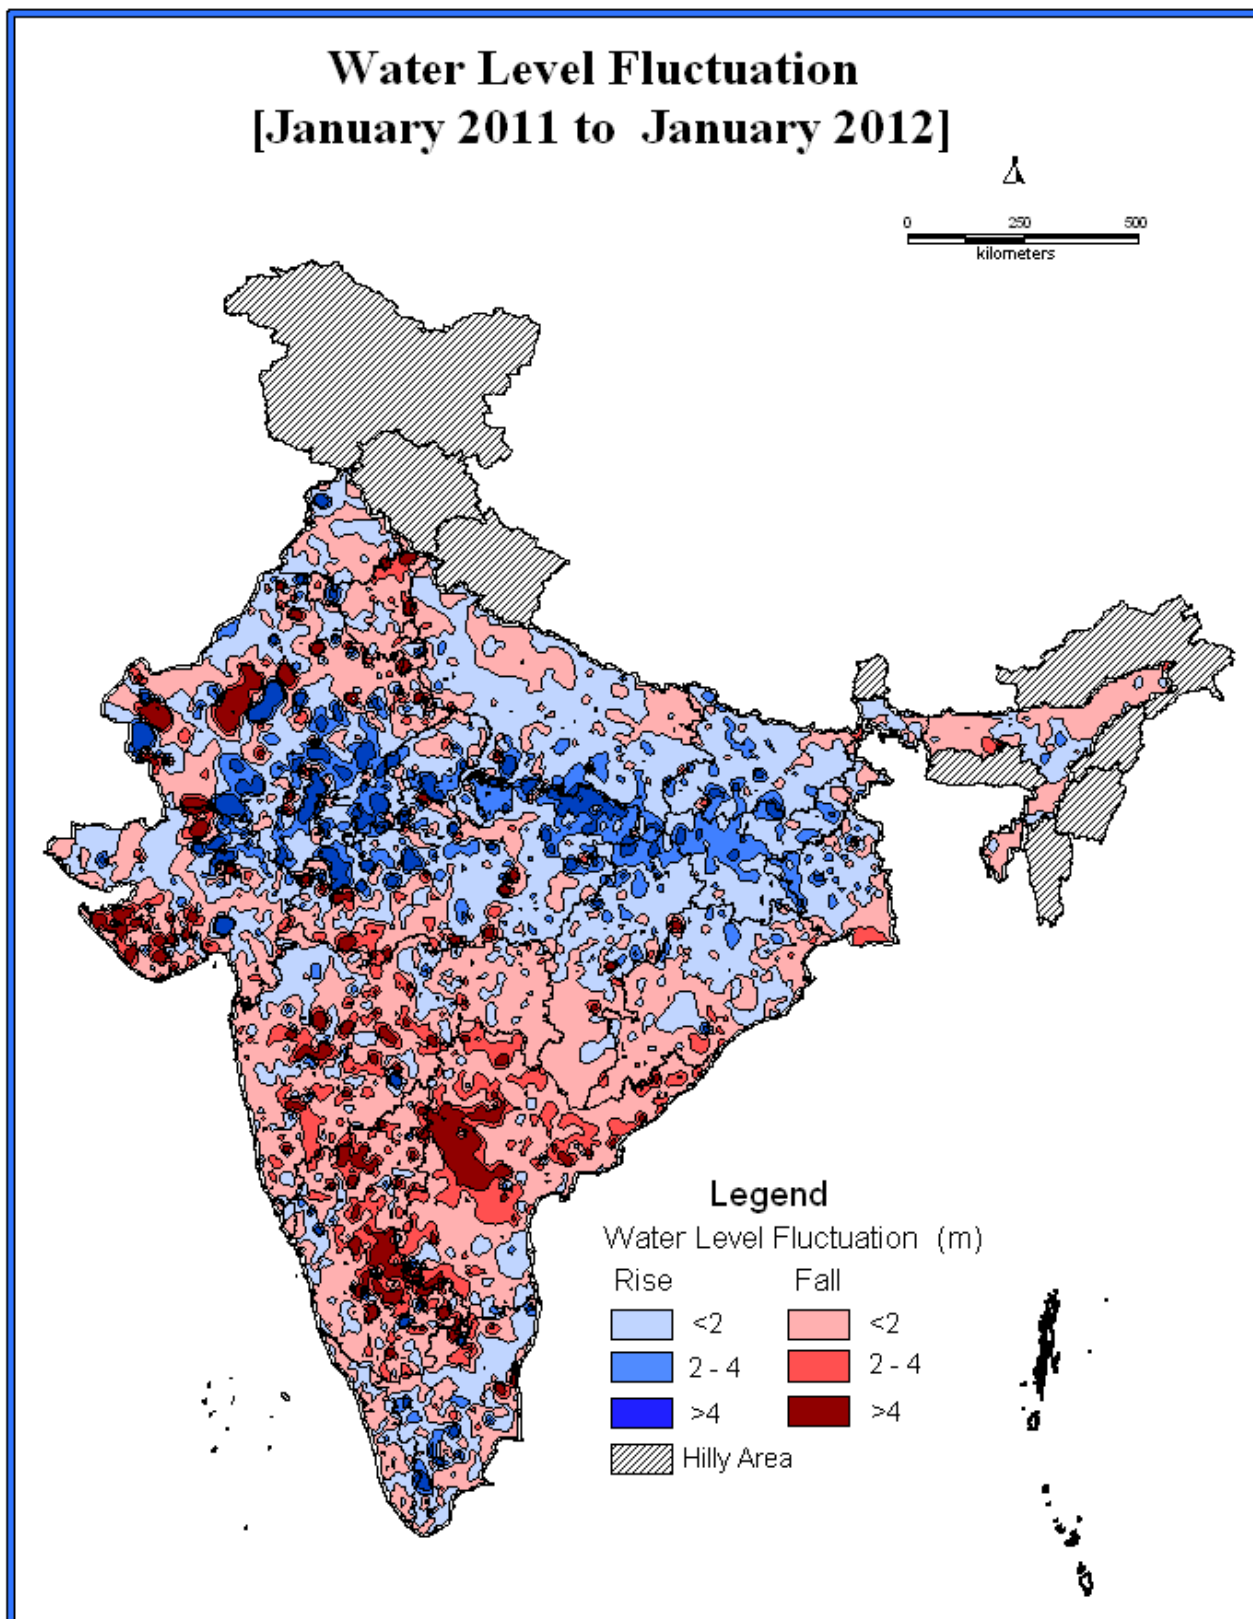 Water Level Fluctuation
[January 2011 to January 2012]
0 250 500
kilometers
Legend
Water Level Fluctuation (m)
Rise Fall
<2 <2
2 - 4 2 - 4
>4 >4
Hilly Area